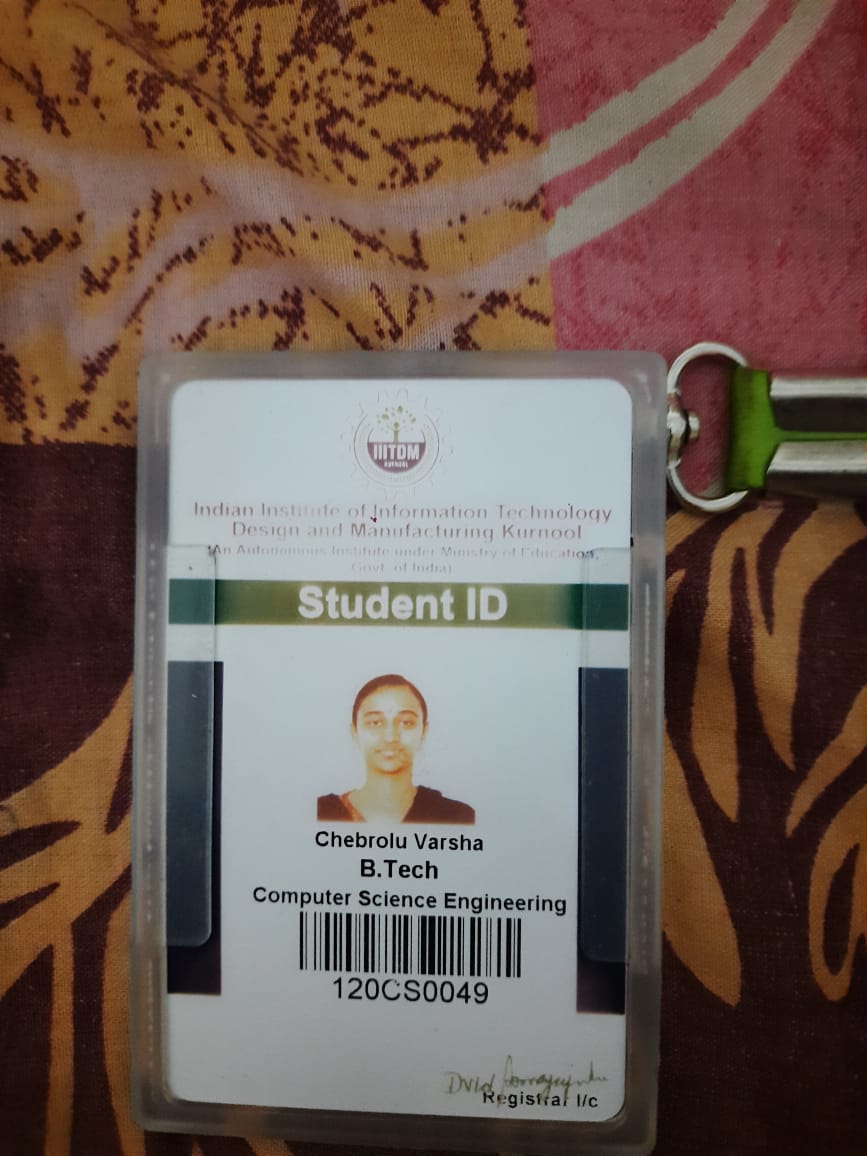 IIITDM
KURNOOL
Indian Institute of Information Technology
Design and Manufacturing Kurnool
(An Autonomous Institute under Ministry of Education,
Govt. of India)
Student ID
Chebrolu Varsha
B.Tech
Computer Science Engineering
120CS0049
Registrar I/c